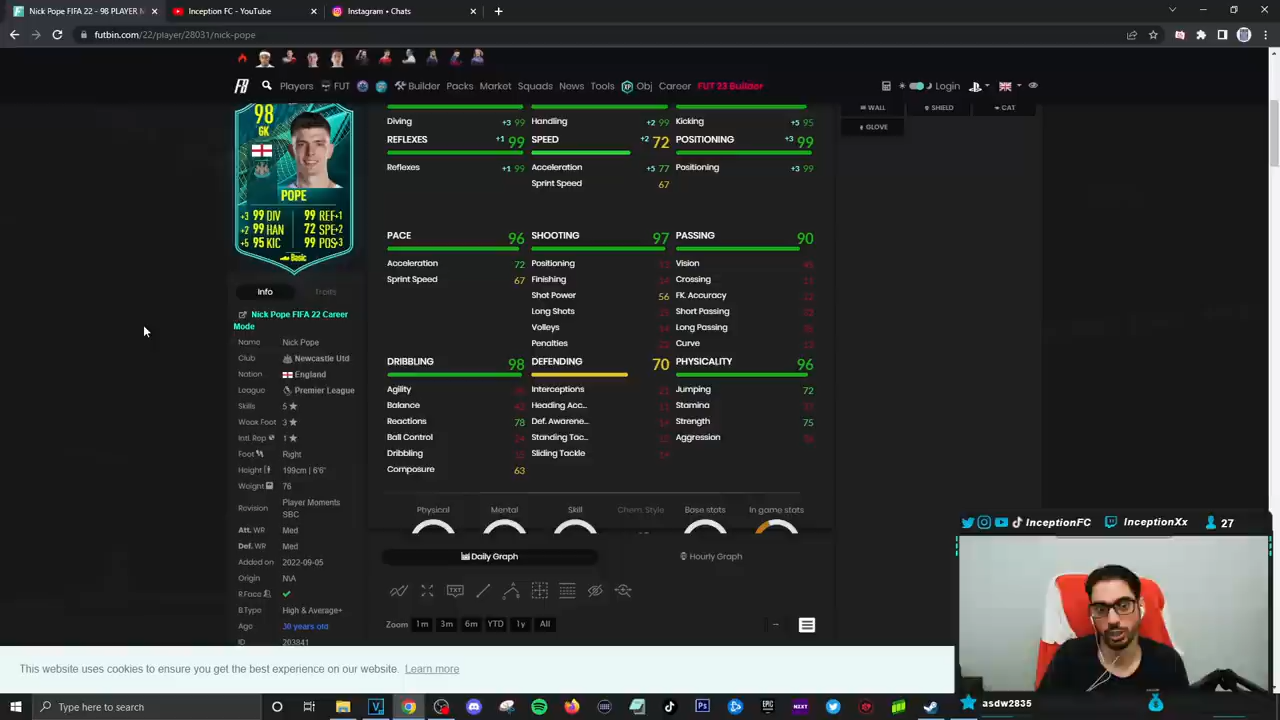 Nick Pope FIFA 22 - 98 PLAYER M
Inception FC - YouTube
Instagram • Chats
futbin.com/22/player/28031/nick-pope
Players
FUT
Builder
Packs
Market
Squads
News
Tools
Obj
Career
FUT 23 Builder
Login
WALL
SHIELD
CAT
GLOVE
98
GK
POPE
+3 99 DIV 99 REF+1
+2 99 HAN 72 SPE+2
+5 95 KIC 99 POS+3
Basic
Diving +3 99
Handling +2 99
Kicking +5 95
REFLEXES +1 99
SPEED +2 72
POSITIONING +3 99
Reflexes +1 99
Acceleration +5 77
Positioning +3 99
Sprint Speed 67
PACE 96
SHOOTING 97
PASSING 90
Acceleration 72
Positioning
Vision
Sprint Speed 67
Finishing 14
Crossing
Shot Power 56
FK. Accuracy
Long Shots
Short Passing
Volleys 14
Long Passing
Penalties
Curve
DRIBBLING 98
DEFENDING 70
PHYSICALITY 96
Agility
Interceptions
Jumping 72
Balance
Heading Acc...
Stamina
Reactions 78
Def. Awarene...
Strength 75
Ball Control
Standing Tac...
Aggression
Dribbling
Sliding Tackle
Composure 63
Physical
Mental
Skill
Chem. Style
Base stats
In game stats
Info
Traits
Nick Pope FIFA 22 Career
Mode
Name Nick Pope
Club Newcastle Utd
Nation England
League Premier League
Skills 5
Weak Foot 3
Intl. Rep 1
Foot Right
Height 199cm | 6'6"
Weight 76
Revision Player Moments
SBC
Att. WR Med
Def. WR Med
Added on 2022-09-05
Origin N\A
R.Face
B.Type High & Average+
Age 30 years old
ID 203841
Daily Graph
Hourly Graph
TXT
Zoom 1m 3m 6m YTD 1y All
→
This website uses cookies to ensure you get the best experience on our website. Learn more
InceptionFC
InceptionXx
27
asdw2835
Type here to search